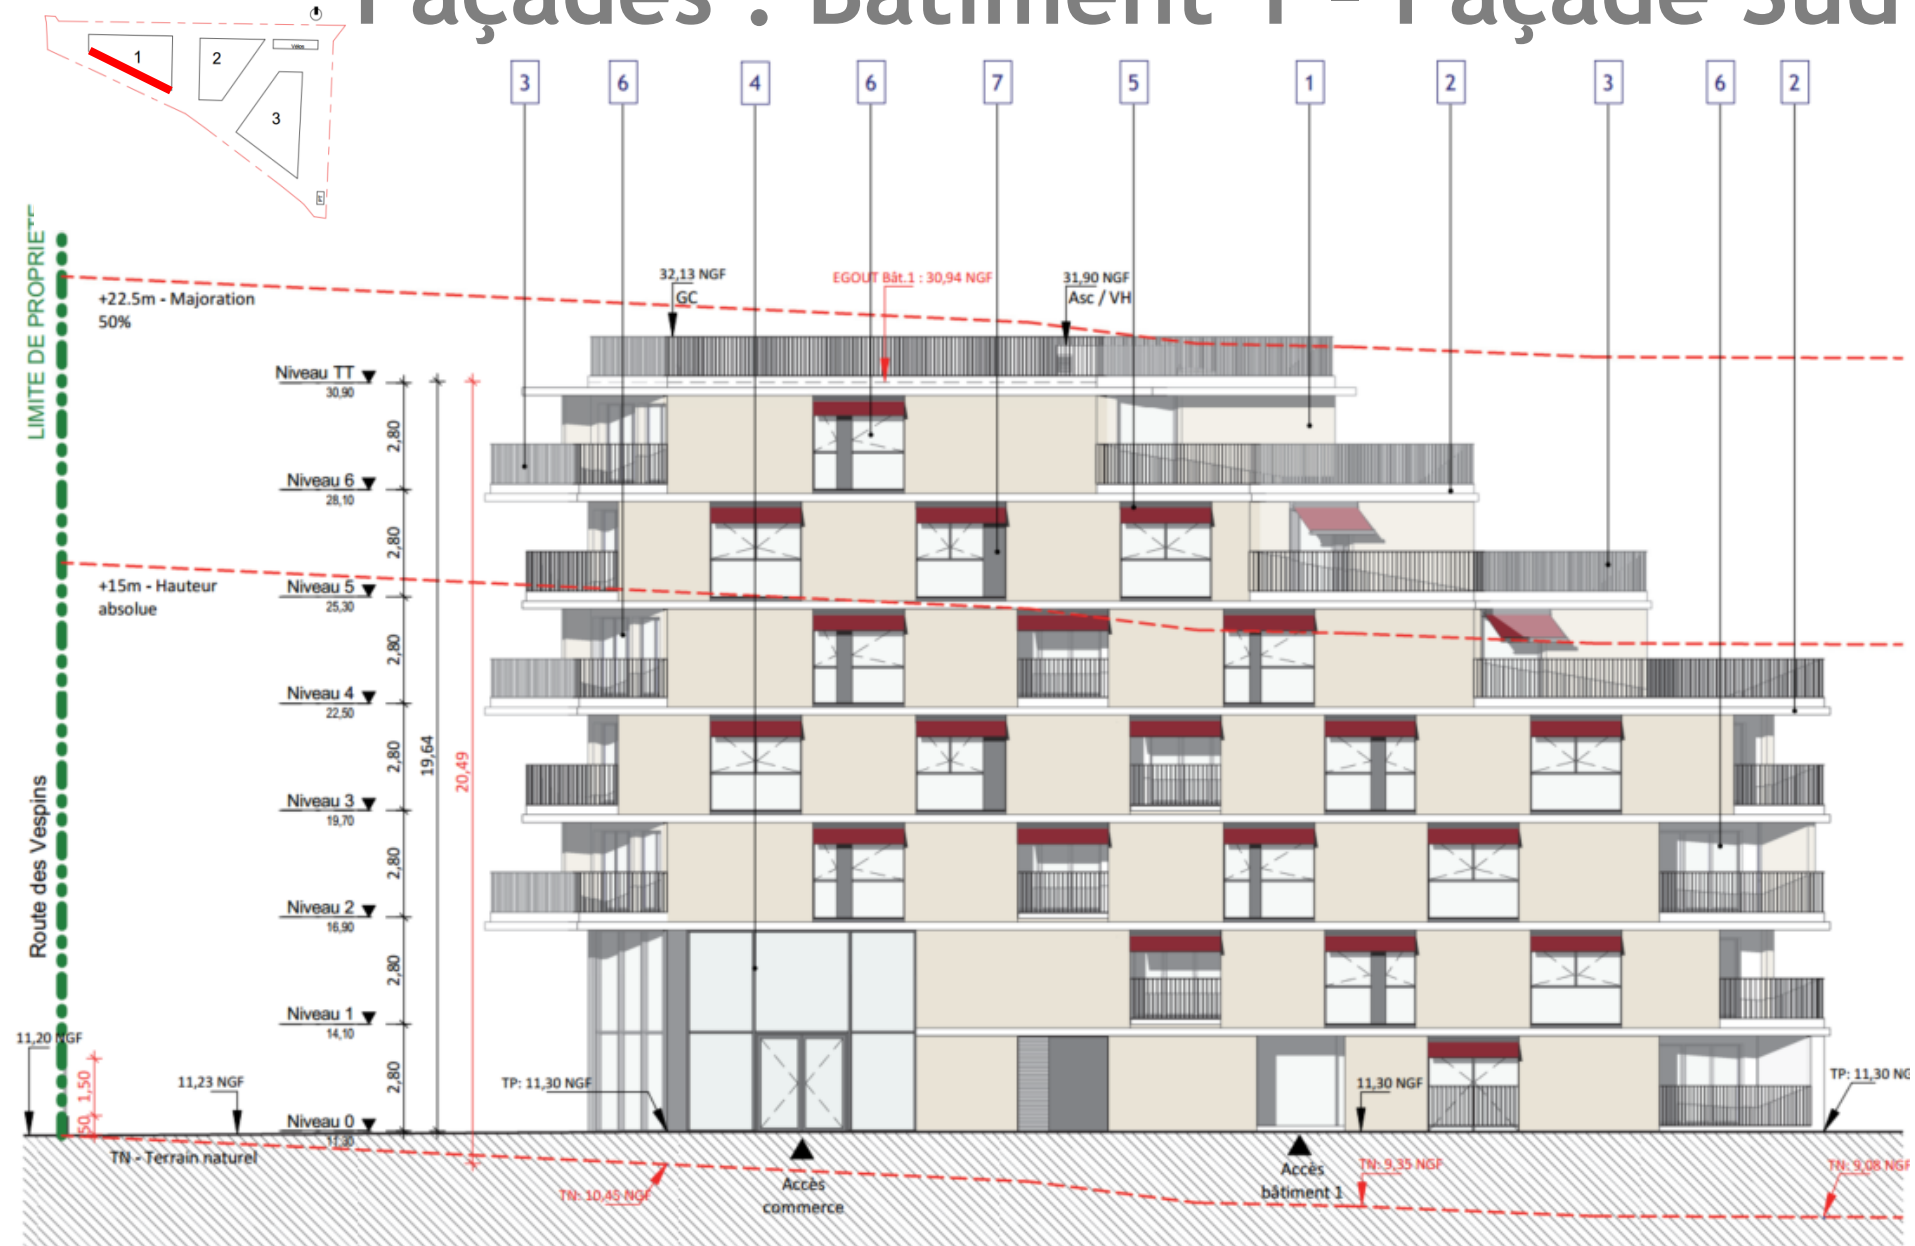 Façades : Bâtiment 1 - Façade Sud
1
2
Vélos
3
3
6
4
6
7
5
1
2
3
6
2
LIMITE DE PROPRIETE
+22.5m - Majoration
50%
32,13 NGF
GC
EGOUT Bât.1 : 30,94 NGF
31,90 NGF
Asc / VH
Niveau TT
30,90
2,80
Niveau 6
28,10
2,80
+15m - Hauteur
absolue
Niveau 5
25,30
2,80
Niveau 4
22,50
2,80
19,64
20,49
Niveau 3
19,70
2,80
Niveau 2
16,90
2,80
Route des Vespins
Niveau 1
14,10
2,80
11,20 NGF
1,50
50
11,23 NGF
TP: 11,30 NGF
11,30 NGF
TP: 11,30 NG
Niveau 0
11,30
TN - Terrain naturel
TN: 10,45 NGF
Accès
commerce
Accès
bâtiment 1
TN: 9,35 NGF
TN: 9,08 NGF